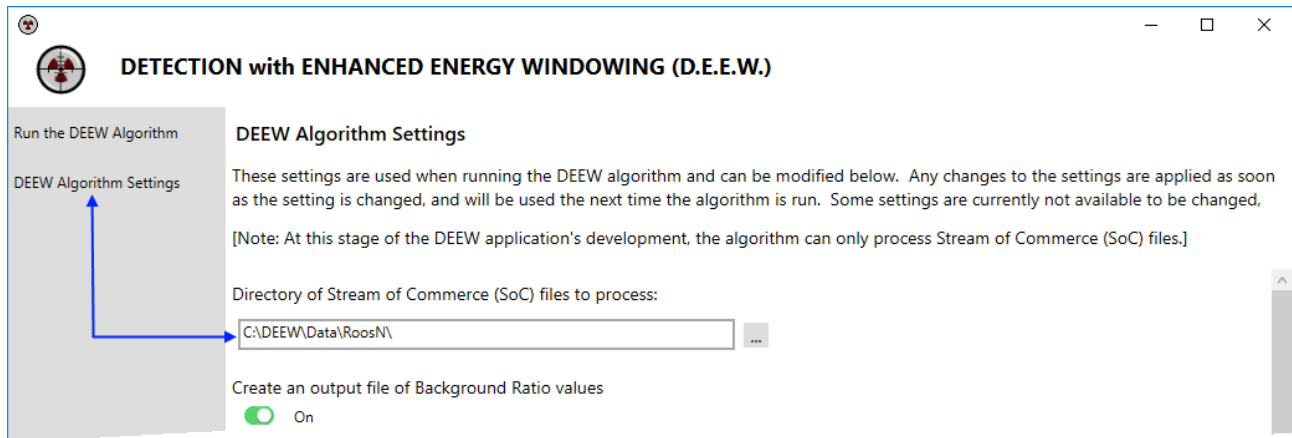 DETECTION with ENHANCED ENERGY WINDOWING (D.E.E.W.)
Run the DEEW Algorithm
DEEW Algorithm Settings
DEEW Algorithm Settings
These settings are used when running the DEEW algorithm and can be modified below.  Any changes to the settings are applied as soon
as the setting is changed, and will be used the next time the algorithm is run.  Some settings are currently not available to be changed,
[Note: At this stage of the DEEW application's development, the algorithm can only process Stream of Commerce (SoC) files.]
Directory of Stream of Commerce (SoC) files to process:
C:\DEEW\Data\RoosN\
...
Create an output file of Background Ratio values
On